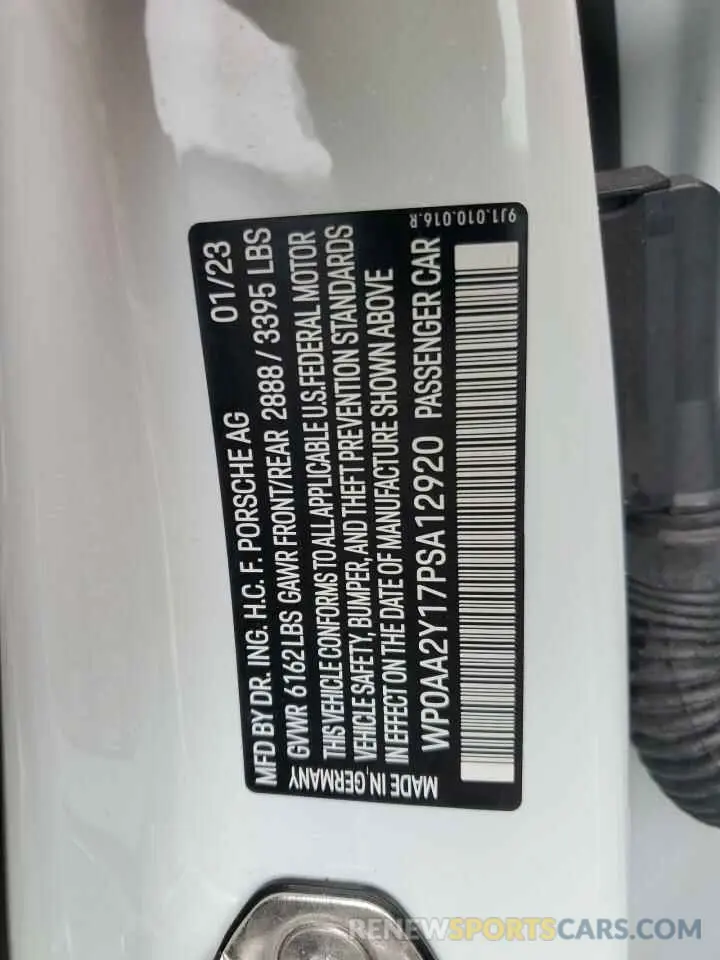 MFD BY DR. ING. H.C. F. PORSCHE AG 01/23
GVWR 6162 LBS GAWR FRONT/REAR 2888 / 3395 LBS
THIS VEHICLE CONFORMS TO ALL APPLICABLE U.S. FEDERAL MOTOR
VEHICLE SAFETY, BUMPER, AND THEFT PREVENTION STANDARDS
IN EFFECT ON THE DATE OF MANUFACTURE SHOWN ABOVE
MADE IN GERMANY WP0AA2Y17PSA12920 PASSENGER CAR
9J1.010.016.R
RENEWSPORTSCARS.COM